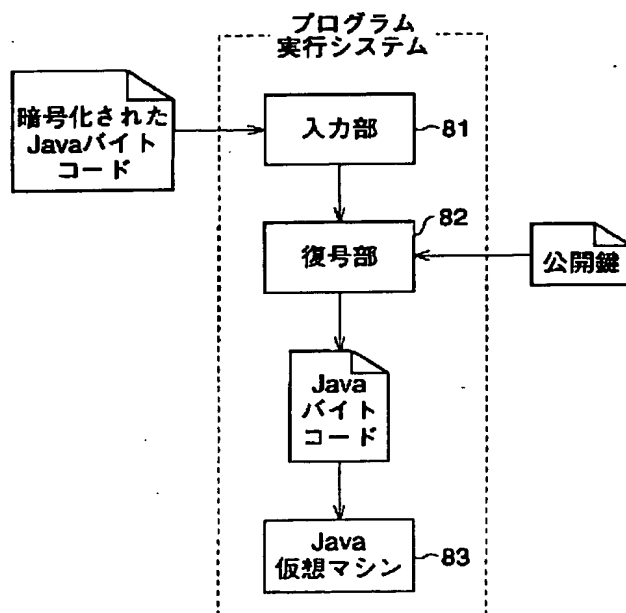 プログラム
実行システム
暗号化された
Javaバイト
コード
入力部
81
82
復号部
公開鍵
Java
バイト
コード
Java
仮想マシン
83